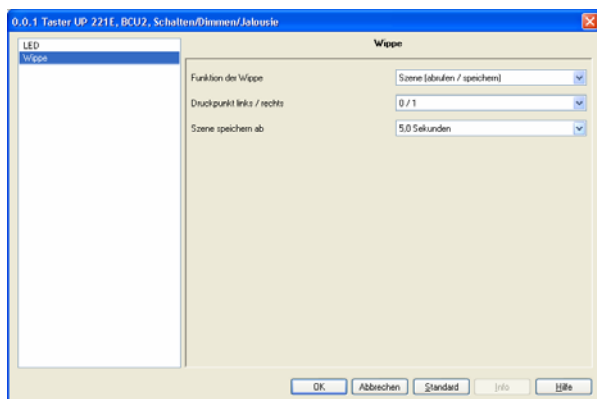 0.0.1 Taster UP 221E, BCU2, Schalten/Dimmen/Jalousie
LED
Wippe
Wippe
Funktion der Wippe
Szene (abrufen / speichern)
Druckpunkt links / rechts
0 / 1
Szene speichern ab
5.0 Sekunden
OK
Abbrechen
Standard
Info
Hilfe